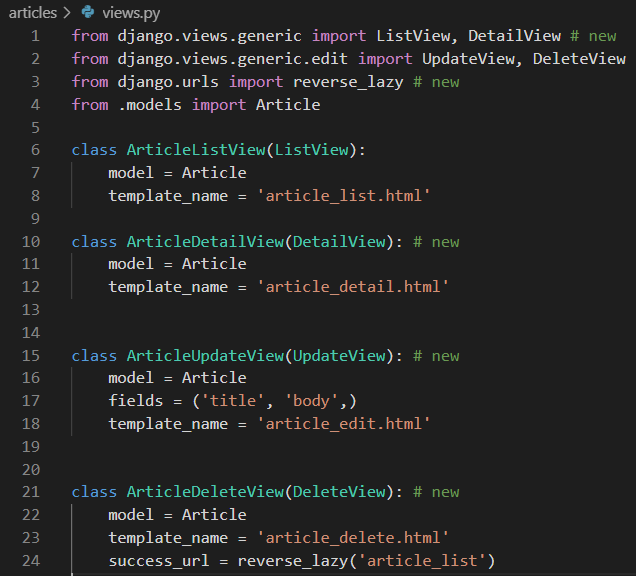 articles > views.py
1 from django.views.generic import ListView, DetailView # new
2 from django.views.generic.edit import UpdateView, DeleteView
3 from django.urls import reverse_lazy # new
4 from .models import Article
5
6 class ArticleListView(ListView):
7     model = Article
8     template_name = 'article_list.html'
9
10 class ArticleDetailView(DetailView): # new
11     model = Article
12     template_name = 'article_detail.html'
13
14
15 class ArticleUpdateView(UpdateView): # new
16     model = Article
17     fields = ('title', 'body',)
18     template_name = 'article_edit.html'
19
20
21 class ArticleDeleteView(DeleteView): # new
22     model = Article
23     template_name = 'article_delete.html'
24     success_url = reverse_lazy('article_list')